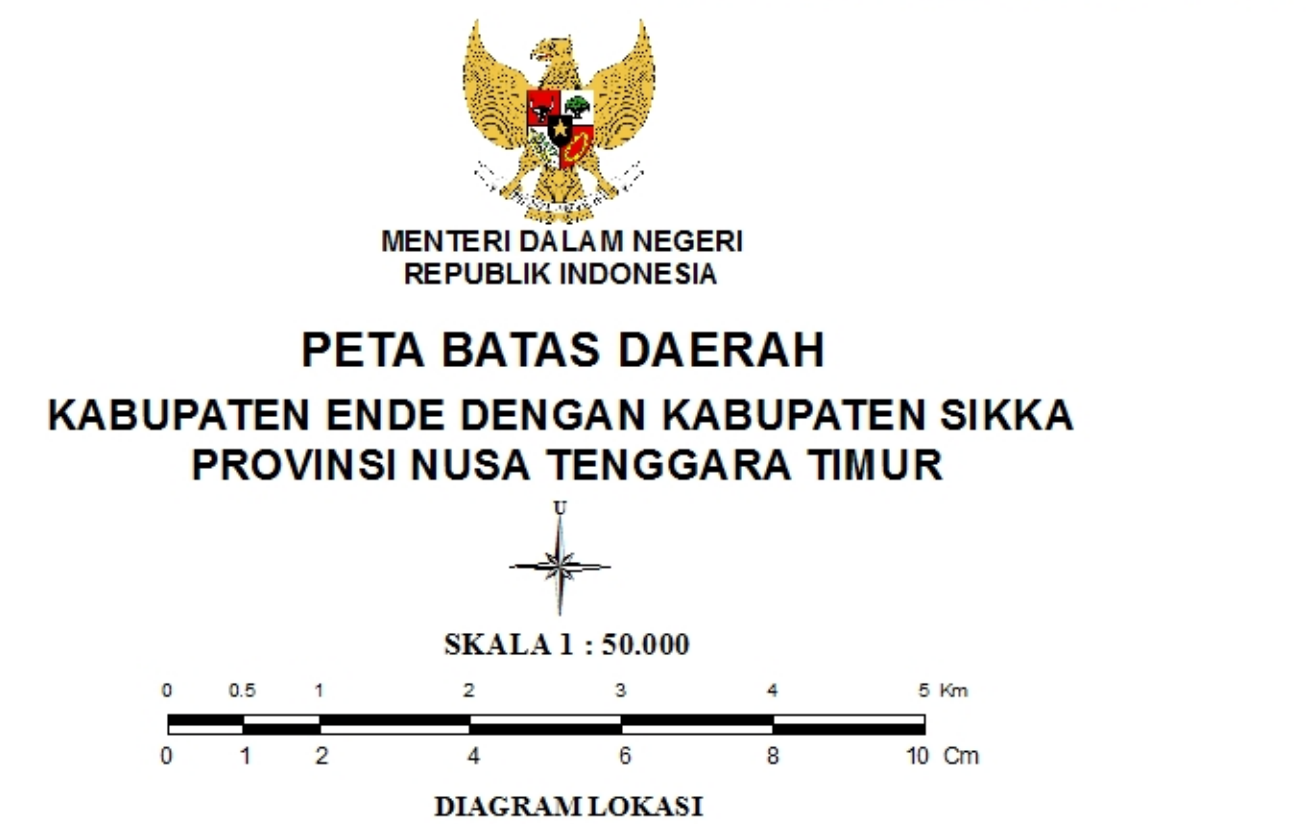 MENTERI DALAM NEGERI
REPUBLIK INDONESIA
PETA BATAS DAERAH
KABUPATEN ENDE DENGAN KABUPATEN SIKKA
PROVINSI NUSA TENGGARA TIMUR
U
SKALA 1 : 50.000
0 0.5 1 2 3 4 5 Km
0 1 2 4 6 8 10 Cm
DIAGRAM LOKASI